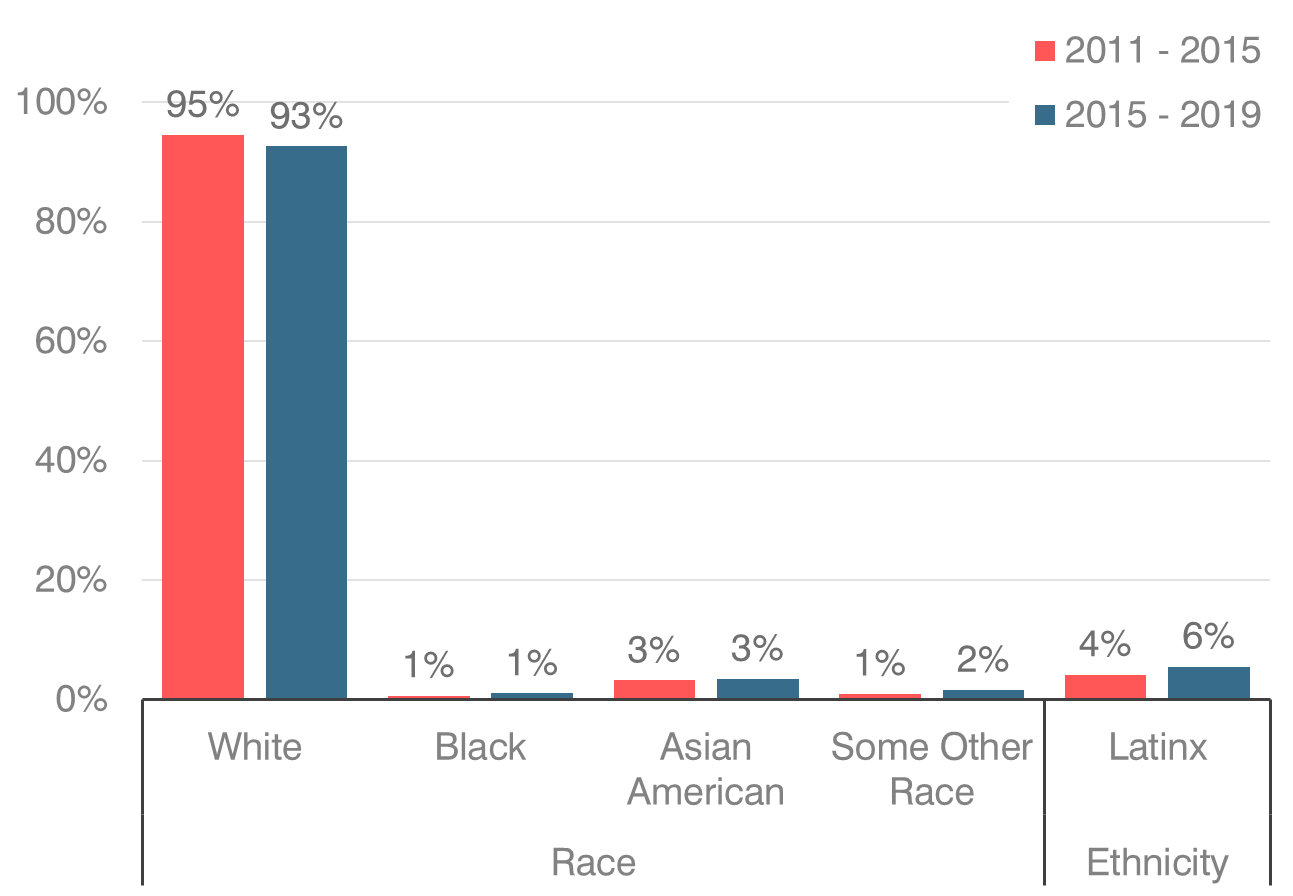 2011 - 2015
2015 - 2019
100%
80%
60%
40%
20%
0%
95%
93%
1%
1%
3%
3%
1%
2%
4%
6%
White
Black
Asian
American
Some Other
Race
Latinx
Race
Ethnicity